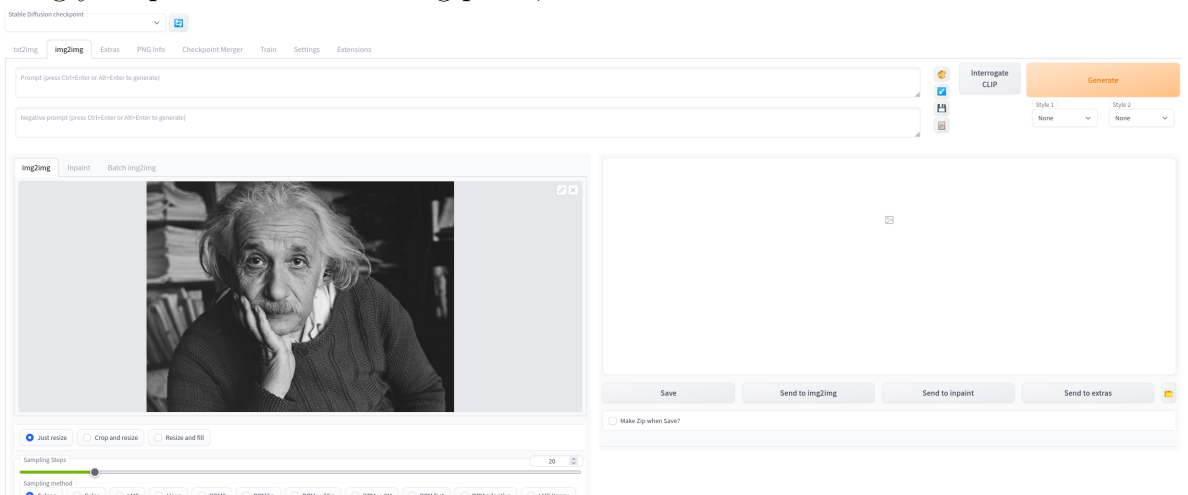 Stable Diffusion checkpoint
txt2img img2img Extras PNG Info Checkpoint Merger Train Settings Extensions
Prompt (press Ctrl+Enter or Alt+Enter to generate)
Interrogate CLIP
Generate
Negative prompt (press Ctrl+Enter or Alt+Enter to generate)
Style 1 Style 2
None None
img2img Inpaint Batch img2img
Save Send to img2img Send to inpaint Send to extras
Make Zip when Save?
Just resize Crop and resize Resize and fill
Sampling Steps 20
Sampling method